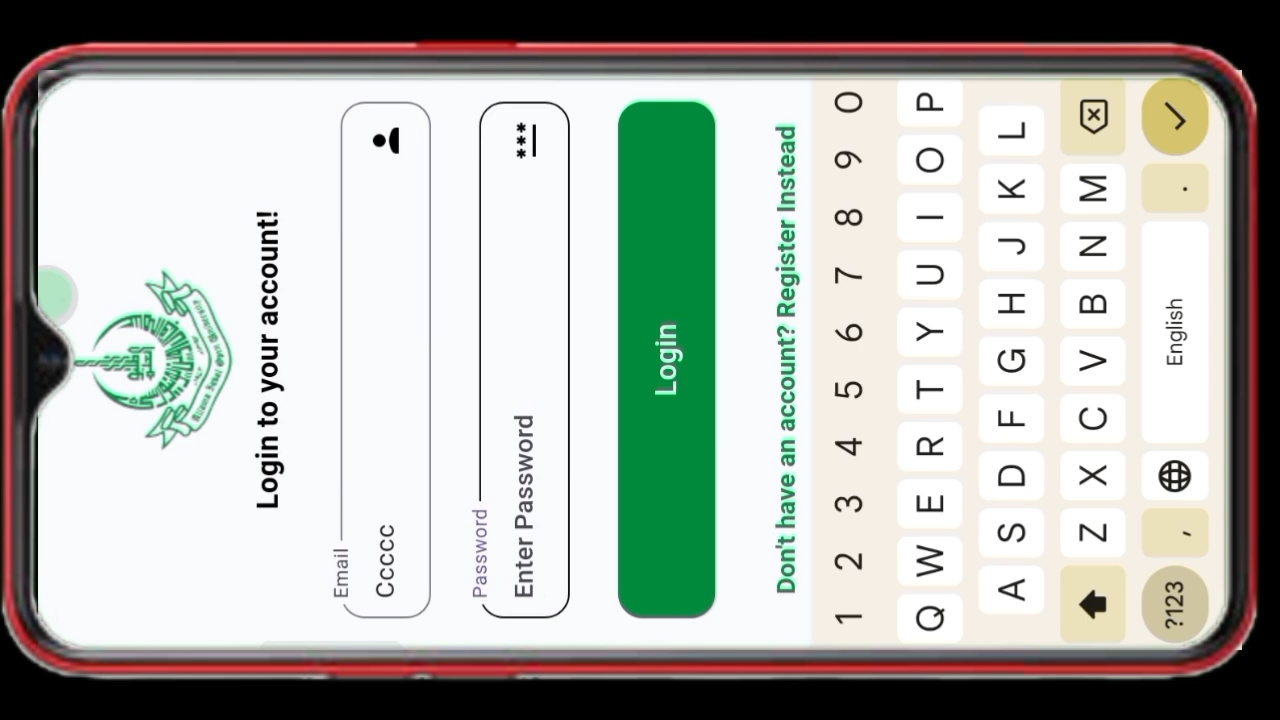 Login to your account!
Email
Ccccc
Password
Enter Password
***
Login
Don't have an account? Register Instead
1 2 3 4 5 6 7 8 9 0
Q W E R T Y U I O P
A S D F G H J K L
Z X C V B N M
?123 , English .